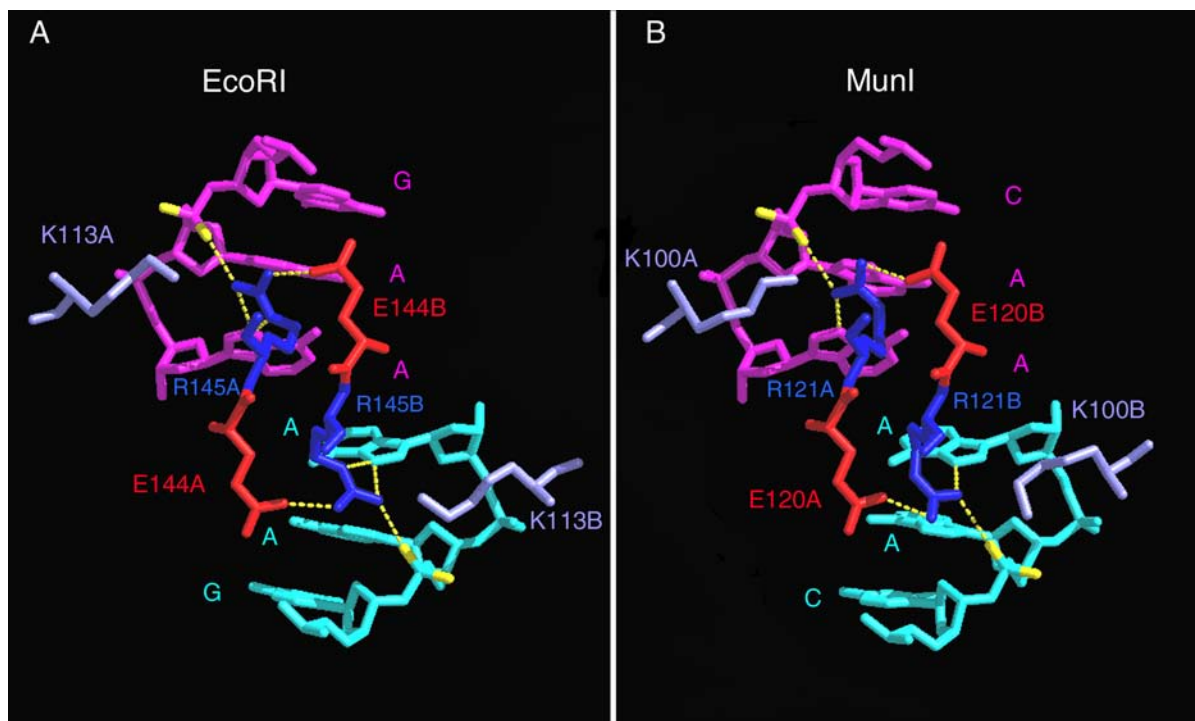 A
EcoRI
G
K113A
A
E144B
A
R145A
R145B
A
E144A
K113B
A
G
B
MunI
C
K100A
A
E120B
A
R121A
R121B
K100B
A
E120A
A
C